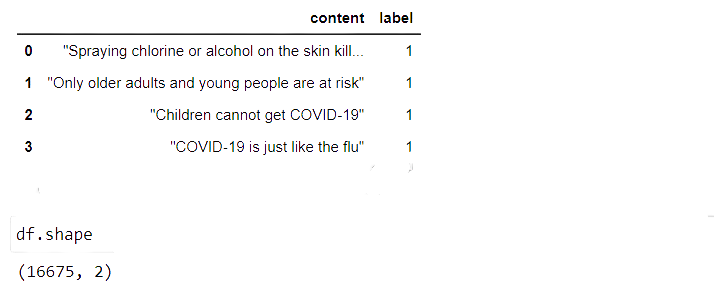 content label
0 "Spraying chlorine or alcohol on the skin kill... 1
1 "Only older adults and young people are at risk" 1
2 "Children cannot get COVID-19" 1
3 "COVID-19 is just like the flu" 1
df.shape
(16675, 2)